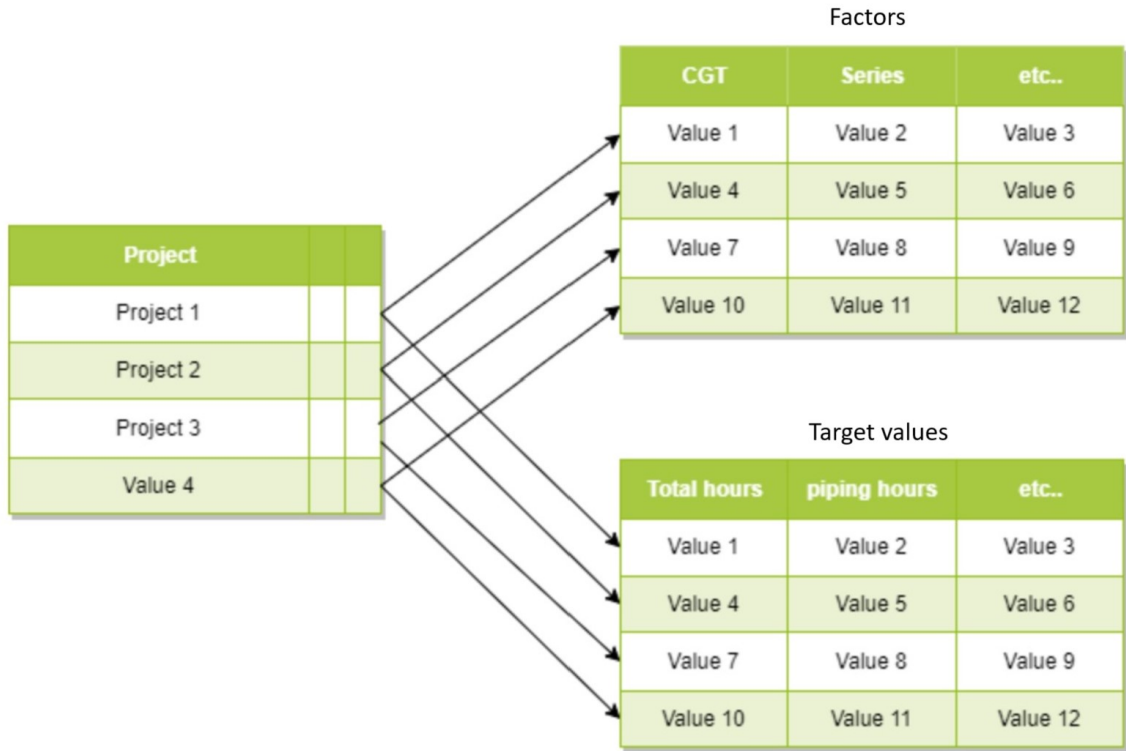 Factors
CGT Series etc..
Value 1 Value 2 Value 3
Value 4 Value 5 Value 6
Value 7 Value 8 Value 9
Value 10 Value 11 Value 12
Project
Project 1
Project 2
Project 3
Value 4
Target values
Total hours piping hours etc..
Value 1 Value 2 Value 3
Value 4 Value 5 Value 6
Value 7 Value 8 Value 9
Value 10 Value 11 Value 12